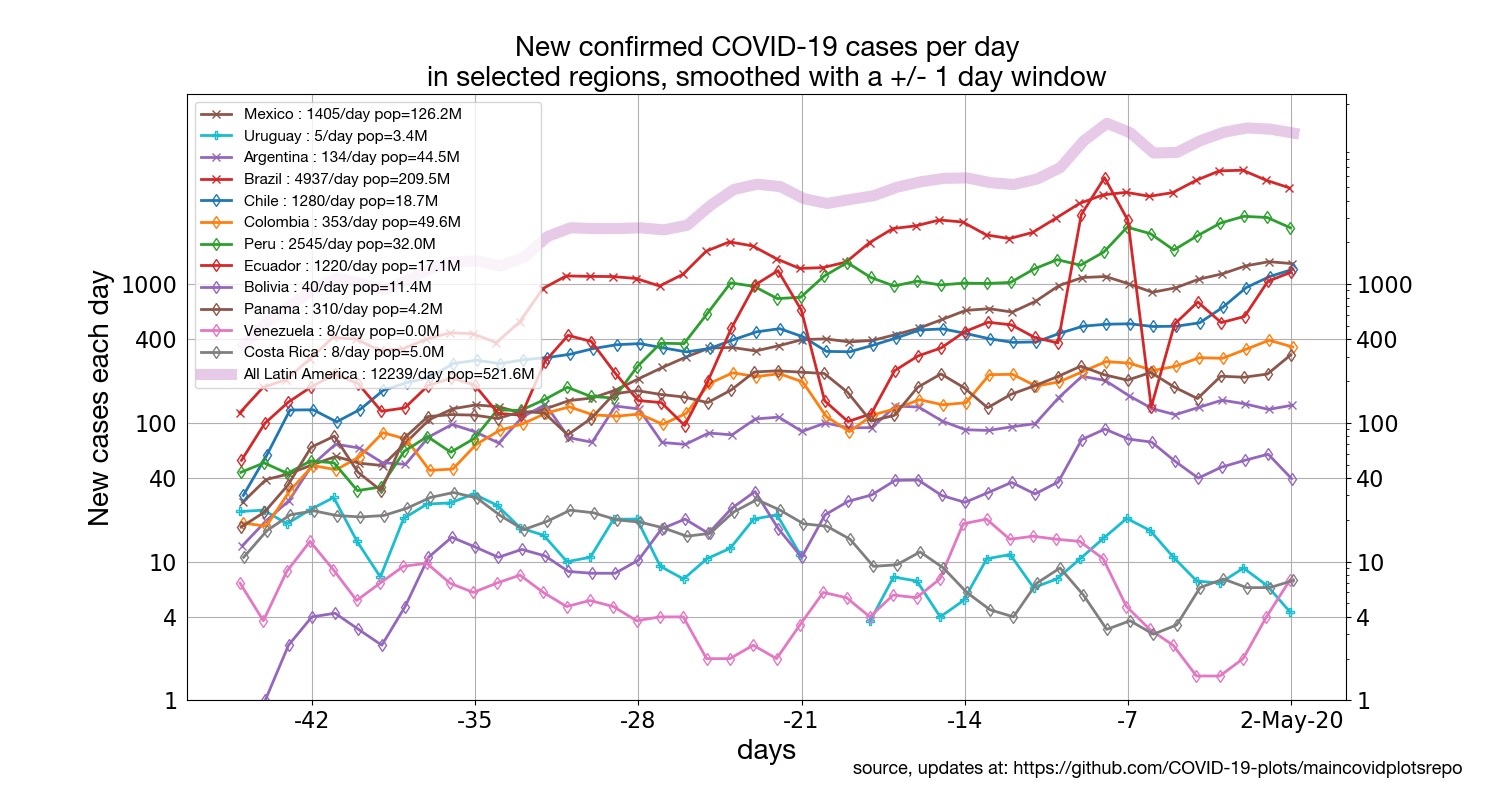 New confirmed COVID-19 cases per day
in selected regions, smoothed with a +/- 1 day window
Mexico : 1405/day pop=126.2M
Uruguay : 5/day pop=3.4M
Argentina : 134/day pop=44.5M
Brazil : 4937/day pop=209.5M
Chile : 1280/day pop=18.7M
Colombia : 353/day pop=49.6M
Peru : 2545/day pop=32.0M
Ecuador : 1220/day pop=17.1M
Bolivia : 40/day pop=11.4M
Panama : 310/day pop=4.2M
Venezuela : 8/day pop=0.0M
Costa Rica : 8/day pop=5.0M
All Latin America : 12239/day pop=521.6M
New cases each day
1000
400
100
40
10
4
1
1000
400
100
40
10
4
1
-42 -35 -28 -21 -14 -7 2-May-20
days
source, updates at: https://github.com/COVID-19-plots/maincovidplotsrepo